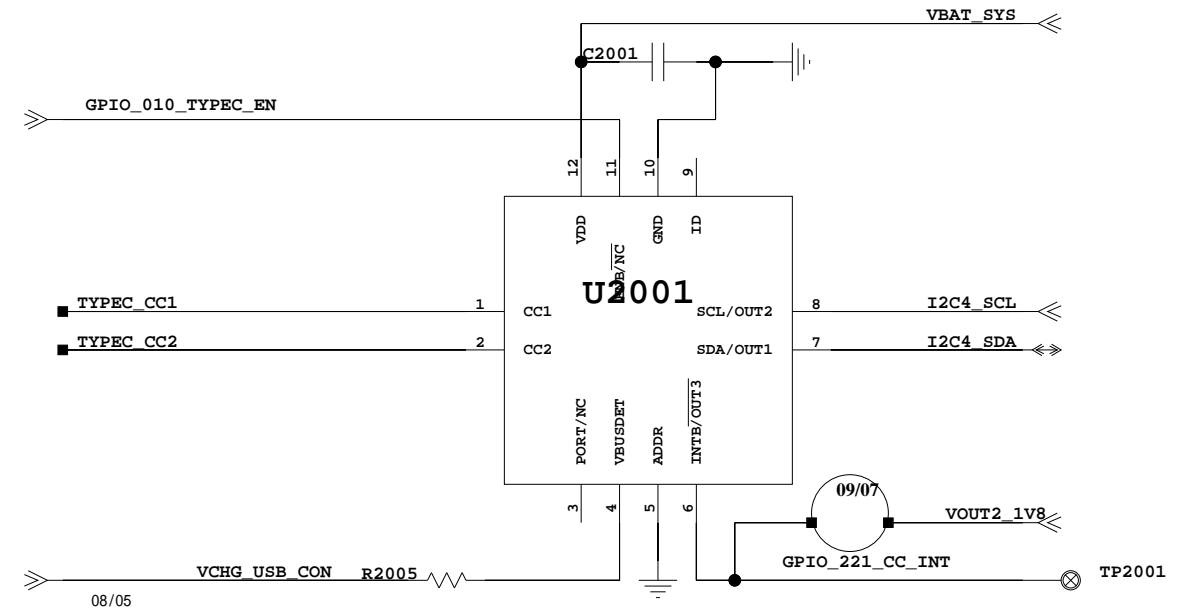 VBAT_SYS
C2001
GPIO_010_TYPEC_EN
12
11
10
9
VDD
GND
ID
U2001
TYPEC_CC1
1
CC1
SCL/OUT2
8
I2C4_SCL
TYPEC_CC2
2
CC2
SDA/OUT1
7
I2C4_SDA
PORT/NC
VBUSDET
ADDR
INTB/OUT3
3
4
5
6
09/07
VOUT2_1V8
GPIO_221_CC_INT
VCHG_USB_CON
R2005
TP2001
08/05